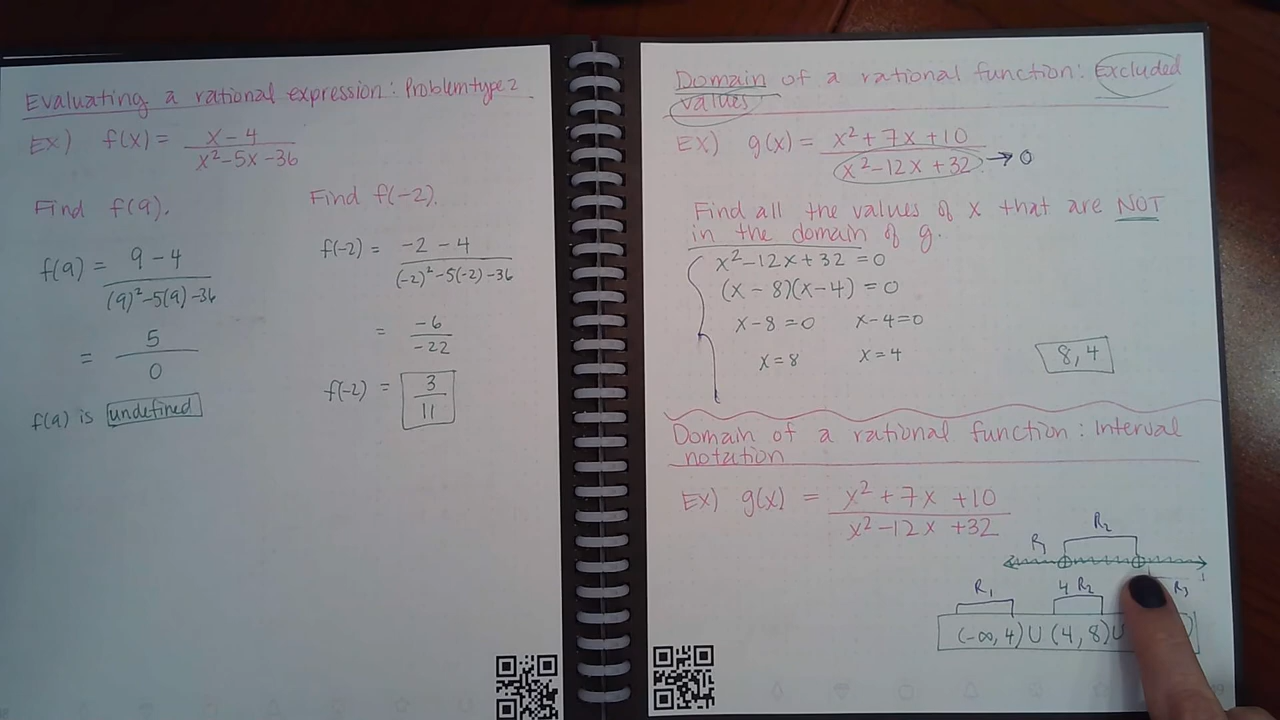 Evaluating a rational expression: Problem type 2
EX) f(x) = x-4 / x²-5x-36
Find f(9).
f(9) = 9-4 / (9)²-5(9)-36
= 5 / 0
f(9) is undefined
Find f(-2).
f(-2) = -2-4 / (-2)²-5(-2)-36
= -6 / -22
f(-2) = 3 / 11
Domain of a rational function: Excluded
values
EX) g(x) = x²+7x+10 / x²-12x+32 → 0
Find all the values of x that are NOT
in the domain of g.
x²-12x+32=0
(x-8)(x-4)=0
x-8=0 x-4=0
x=8 x=4
8,4
Domain of a rational function: Interval
notation
EX) g(x) = x²+7x+10 / x²-12x+32
R₂
R₁
4
R₃
R₁ R₂
(-∞,4)∪(4,8)∪